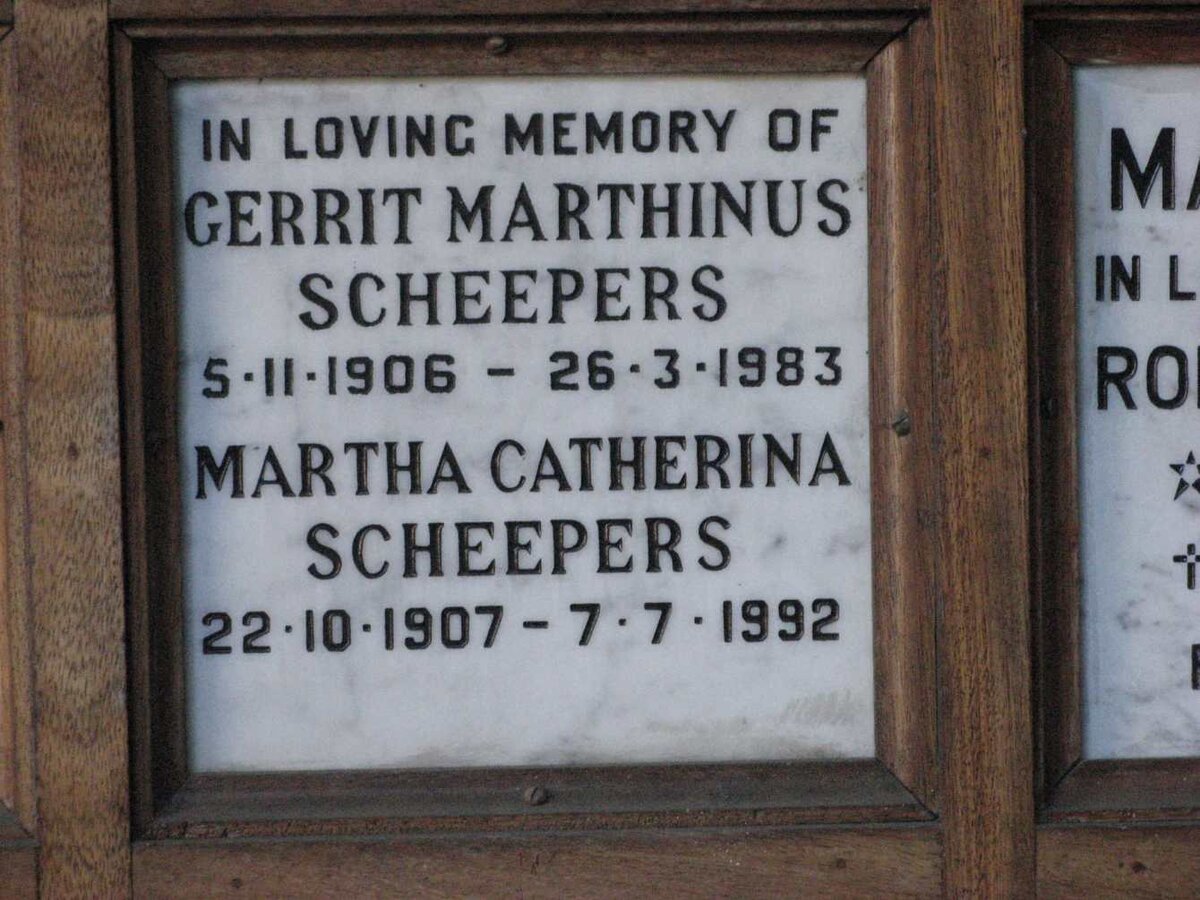 IN LOVING MEMORY OF
GERRIT MARTHINUS
SCHEEPERS
5·11·1906 – 26·3·1983
MARTHA CATHERINA
SCHEEPERS
22·10·1907 – 7·7·1992
IN L